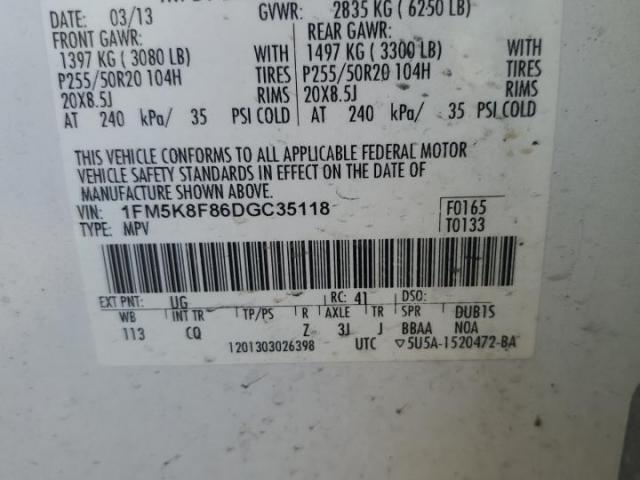 DATE: 03/13 GVWR: 2835 KG ( 6250 LB)
FRONT GAWR: REAR GAWR:
1397 KG ( 3080 LB) WITH 1497 KG ( 3300 LB) WITH
P255/50R20 104H TIRES P255/50R20 104H TIRES
20X8.5J RIMS 20X8.5J RIMS
AT 240 kPa/ 35 PSI COLD AT 240 kPa/ 35 PSI COLD
THIS VEHICLE CONFORMS TO ALL APPLICABLE FEDERAL MOTOR
VEHICLE SAFETY STANDARDS IN EFFECT ON THE DATE OF
MANUFACTURE SHOWN ABOVE.
VIN: 1FM5K8F86DGC35118 F0165
TYPE: MPV T0133
EXT PNT: UG RC: 41 DSO:
WB INT TR TP/PS R AXLE TR SPR DUB1S
113 CQ Z 3J J BBAA N0A
1201303026398 UTC ▽5U5A-1520472-BA